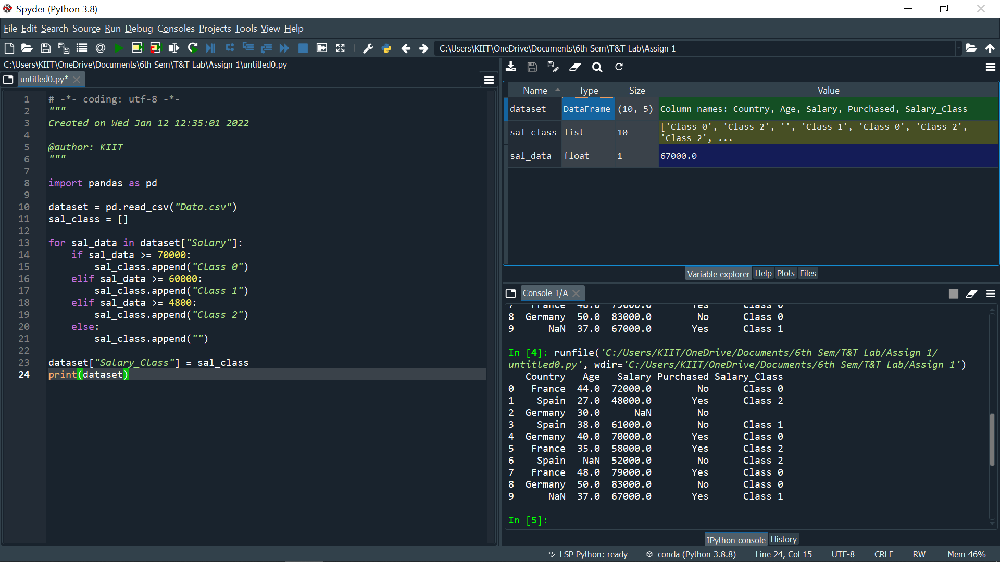 Spyder (Python 3.8)
File Edit Search Source Run Debug Consoles Projects Tools View Help
C:\Users\KIIT\OneDrive\Documents\6th Sem\T&T Lab\Assign 1
C:\Users\KIIT\OneDrive\Documents\6th Sem\T&T Lab\Assign 1\untitled0.py
untitled0.py*
1 # -*- coding: utf-8 -*-
2 """
3 Created on Wed Jan 12 12:35:01 2022
4
5 @author: KIIT
6 """
7
8 import pandas as pd
9
10 dataset = pd.read_csv("Data.csv")
11 sal_class = []
12
13 for sal_data in dataset["Salary"]:
14     if sal_data >= 70000:
15         sal_class.append("Class 0")
16     elif sal_data >= 60000:
17         sal_class.append("Class 1")
18     elif sal_data >= 4800:
19         sal_class.append("Class 2")
20     else:
21         sal_class.append("")
22
23 dataset["Salary_Class"] = sal_class
24 print(dataset)
Name Type Size Value
dataset DataFrame (10, 5) Column names: Country, Age, Salary, Purchased, Salary_Class
sal_class list 10 ['Class 0', 'Class 2', '', 'Class 1', 'Class 0', 'Class 2',
'Class 2', ...
sal_data float 1 67000.0
Variable explorer Help Plots Files
Console 1/A
7 France 48.0 79000.0 Yes Class 0
8 Germany 50.0 83000.0 No Class 0
9 NaN 37.0 67000.0 Yes Class 1
In [4]: runfile('C:/Users/KIIT/OneDrive/Documents/6th Sem/T&T Lab/Assign 1/
untitled0.py', wdir='C:/Users/KIIT/OneDrive/Documents/6th Sem/T&T Lab/Assign 1')
Country Age Salary Purchased Salary_Class
0 France 44.0 72000.0 No Class 0
1 Spain 27.0 48000.0 Yes Class 2
2 Germany 30.0 NaN No
3 Spain 38.0 61000.0 No Class 1
4 Germany 40.0 70000.0 Yes Class 0
5 France 35.0 58000.0 Yes Class 2
6 Spain NaN 52000.0 No Class 2
7 France 48.0 79000.0 Yes Class 0
8 Germany 50.0 83000.0 No Class 0
9 NaN 37.0 67000.0 Yes Class 1
In [5]:
IPython console History
LSP Python: ready conda (Python 3.8.8) Line 24, Col 15 UTF-8 CRLF RW Mem 46%